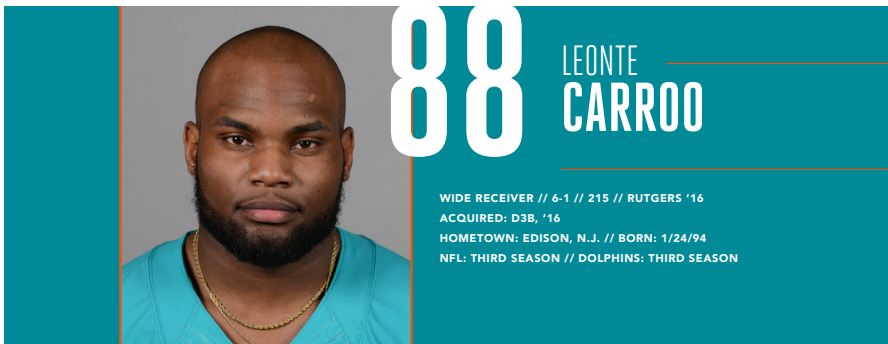 88
LEONTE
CARROO
WIDE RECEIVER // 6-1 // 215 // RUTGERS ’16
ACQUIRED: D3B, ’16
HOMETOWN: EDISON, N.J. // BORN: 1/24/94
NFL: THIRD SEASON // DOLPHINS: THIRD SEASON